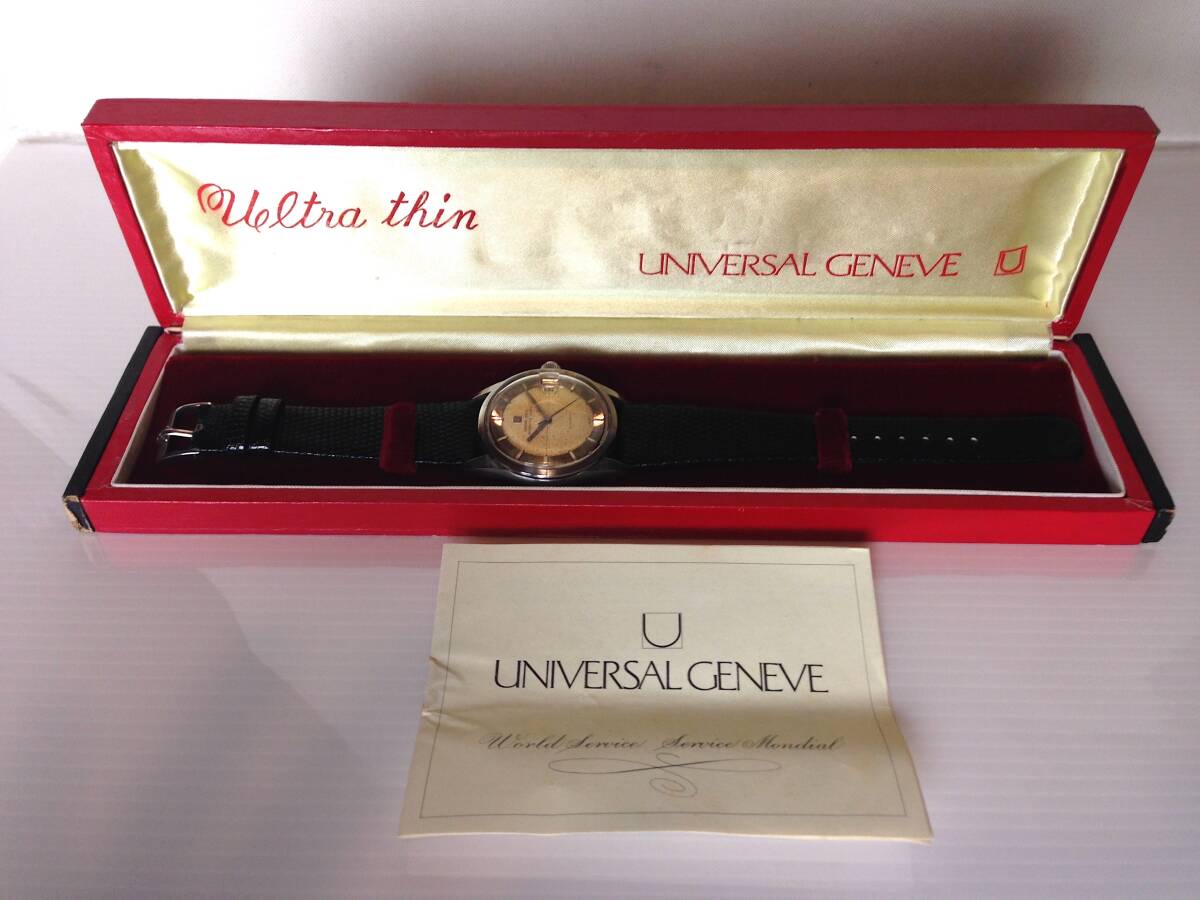 Ultra thin
UNIVERSAL GENEVE
UNIVERSAL GENEVE
World Service Service Mondial